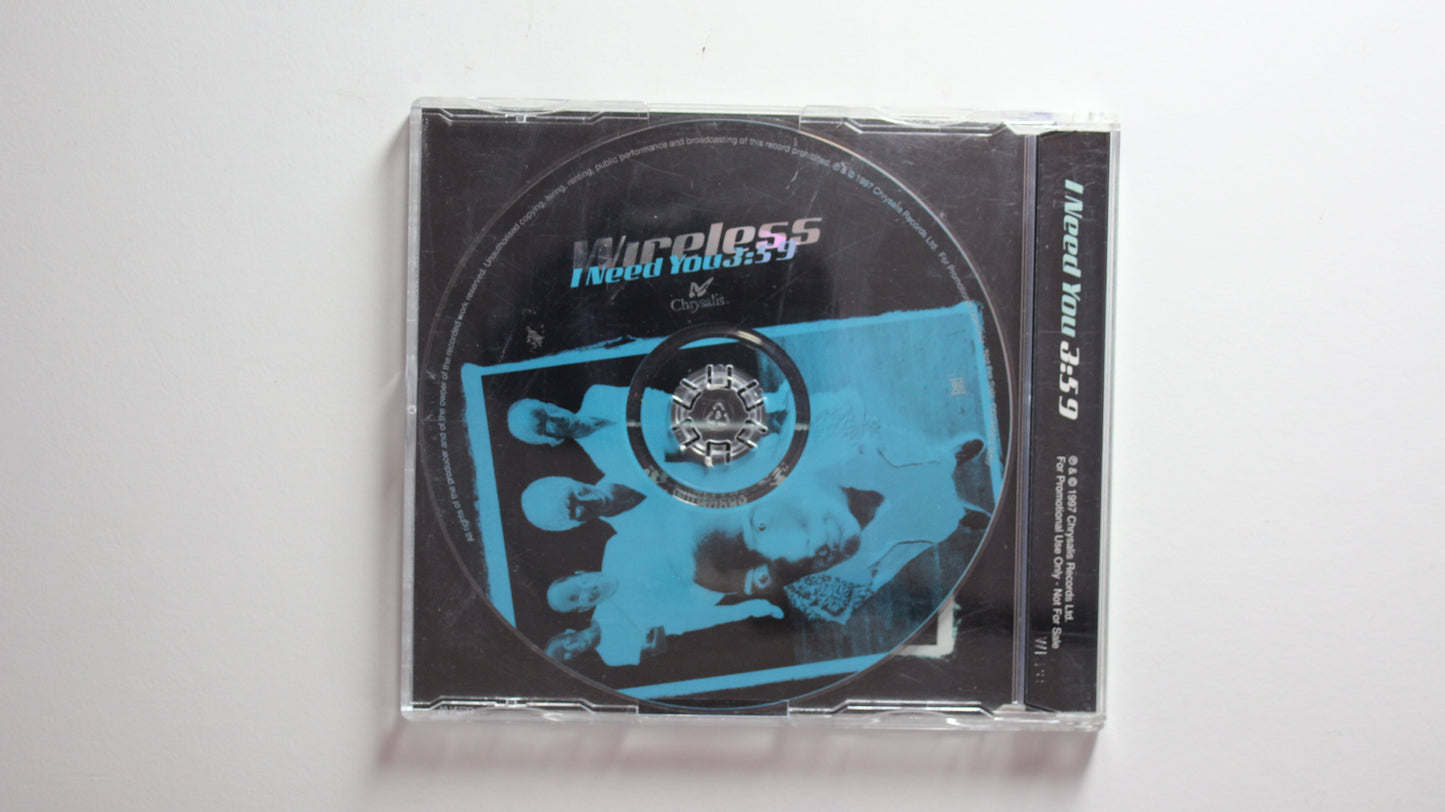 All rights of the producer and of the owner of the recorded work reserved. Unauthorised copying, hiring, renting, public performance and broadcasting of this record prohibited. ℗ & © 1997 Chrysalis Records Ltd. For Promotional
Wireless
I Need You 3:59
Chrysalis.
I Need You 3:59
℗ & © 1997 Chrysalis Records Ltd.
For Promotional Use Only - Not For Sale